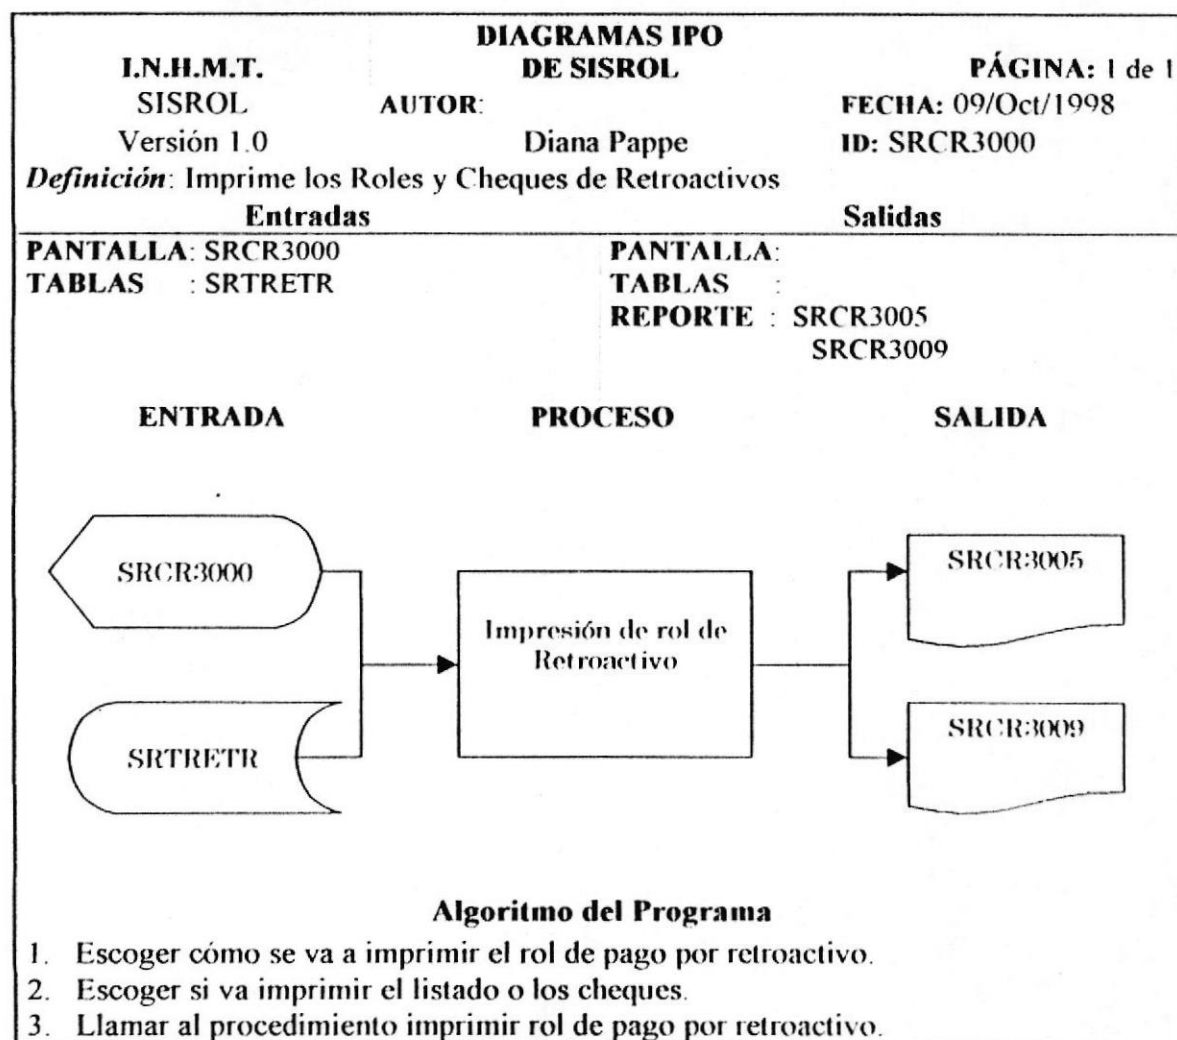 DIAGRAMAS IPO
I.N.H.M.T. DE SISROL PÁGINA: 1 de 1
SISROL AUTOR: FECHA: 09/Oct/1998
Versión 1.0 Diana Pappe ID: SRCR3000
Definición: Imprime los Roles y Cheques de Retroactivos
Entradas Salidas
PANTALLA: SRCR3000 PANTALLA:
TABLAS : SRTRETR TABLAS :
REPORTE : SRCR3005
SRCR3009
ENTRADA PROCESO SALIDA
SRCR3000
SRCR3005
Impresión de rol de
Retroactivo
SRTRETR
SRCR3009
Algoritmo del Programa
1. Escoger cómo se va a imprimir el rol de pago por retroactivo.
2. Escoger si va imprimir el listado o los cheques.
3. Llamar al procedimiento imprimir rol de pago por retroactivo.